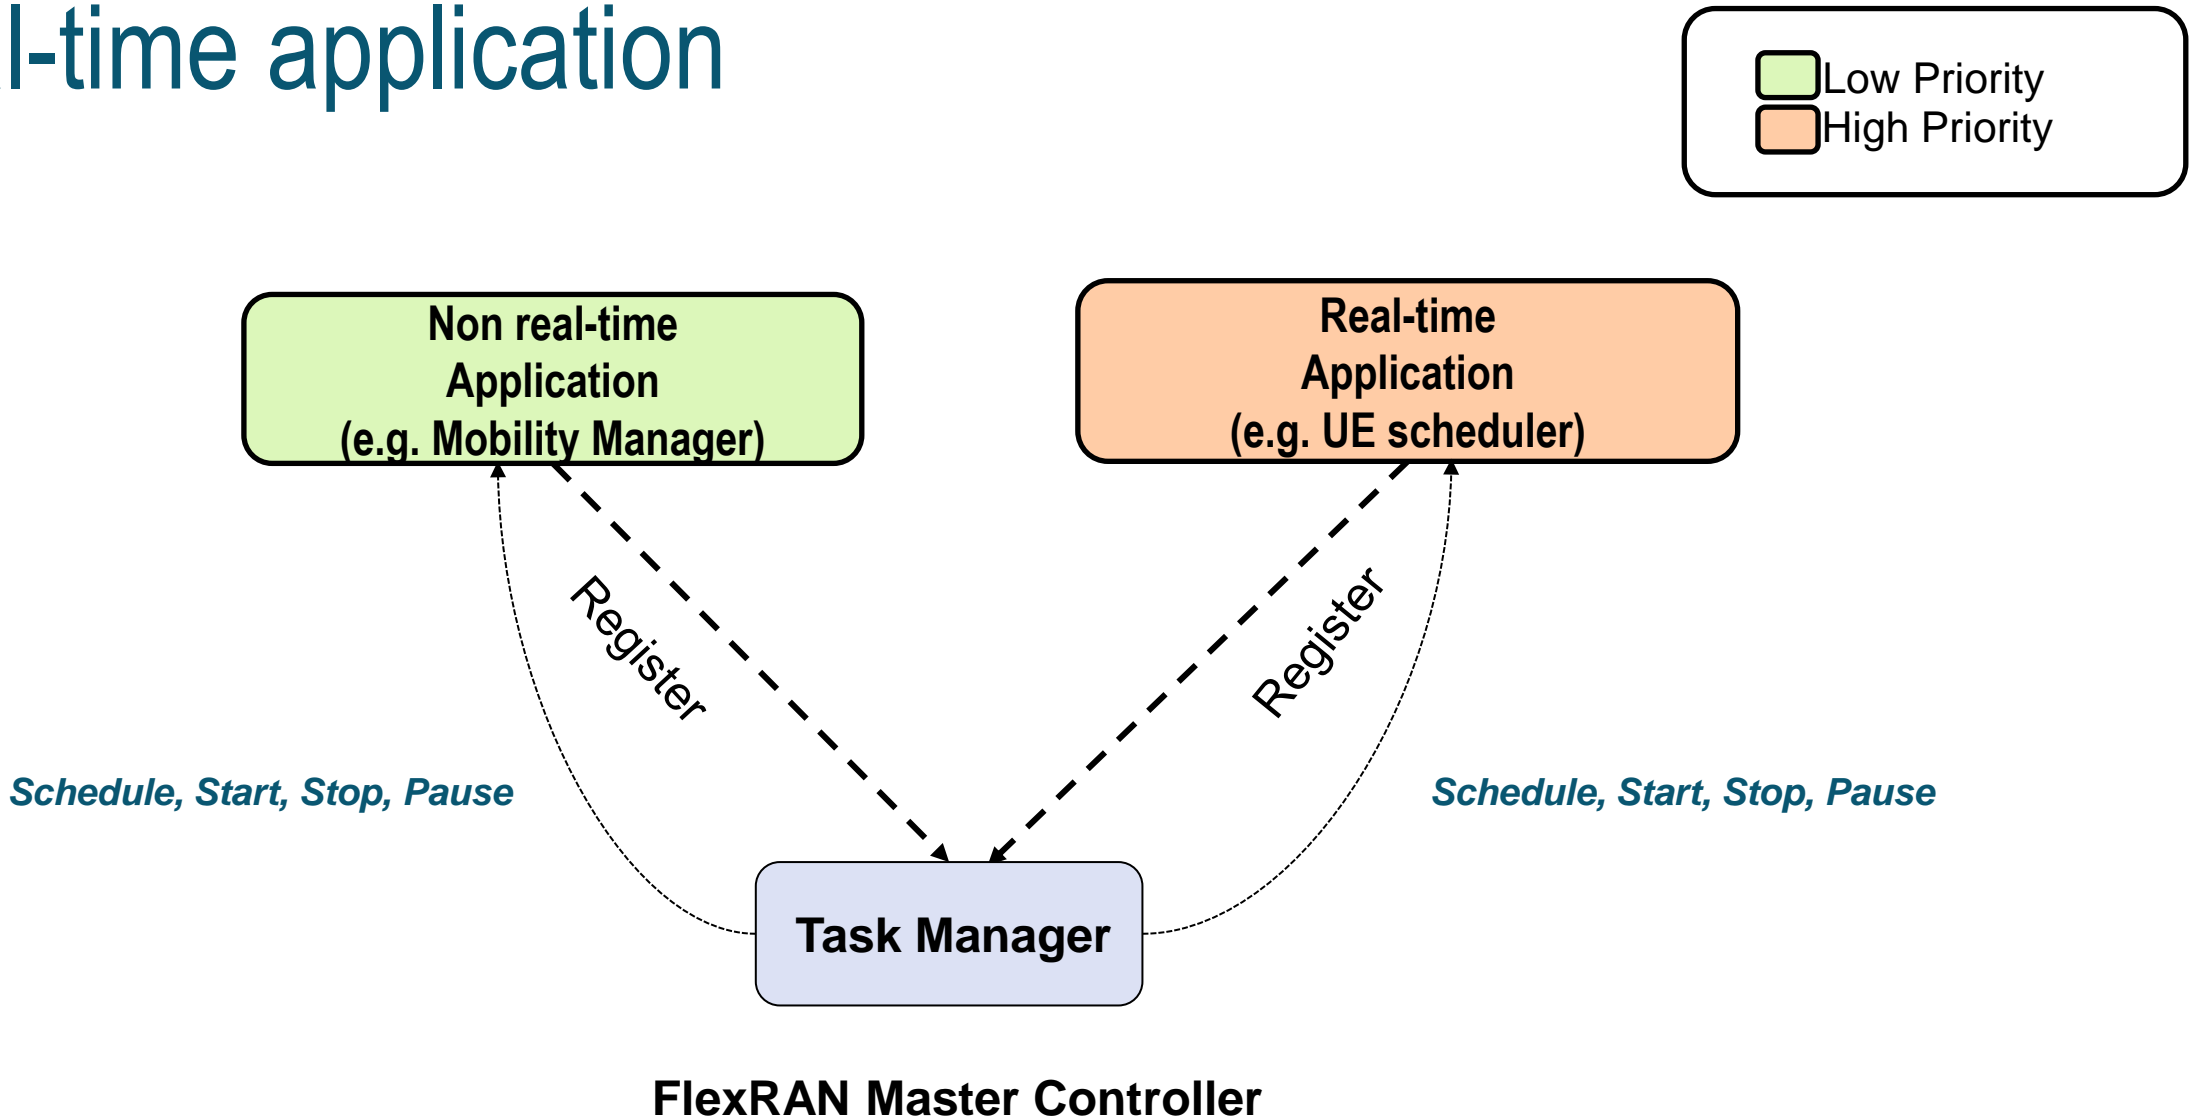 l-time application
Low Priority
High Priority
Non real-time
Application
(e.g. Mobility Manager)
Real-time
Application
(e.g. UE scheduler)
Register
Register
Schedule, Start, Stop, Pause
Schedule, Start, Stop, Pause
Task Manager
FlexRAN Master Controller